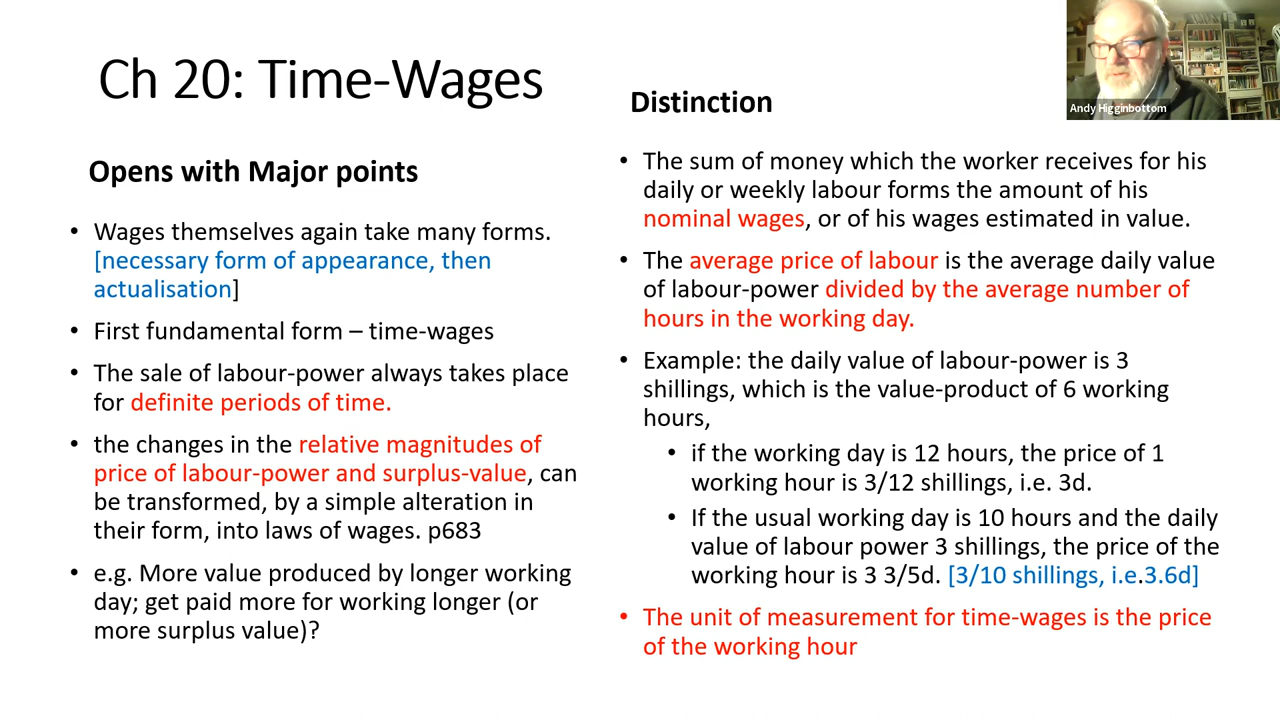 Ch 20: Time-Wages
Opens with Major points
• Wages themselves again take many forms.
[necessary form of appearance, then
actualisation]
• First fundamental form – time-wages
• The sale of labour-power always takes place
for definite periods of time.
• the changes in the relative magnitudes of
price of labour-power and surplus-value, can
be transformed, by a simple alteration in
their form, into laws of wages. p683
• e.g. More value produced by longer working
day; get paid more for working longer (or
more surplus value)?
Distinction
• The sum of money which the worker receives for his
daily or weekly labour forms the amount of his
nominal wages, or of his wages estimated in value.
• The average price of labour is the average daily value
of labour-power divided by the average number of
hours in the working day.
• Example: the daily value of labour-power is 3
shillings, which is the value-product of 6 working
hours,
• if the working day is 12 hours, the price of 1
working hour is 3/12 shillings, i.e. 3d.
• If the usual working day is 10 hours and the daily
value of labour power 3 shillings, the price of the
working hour is 3 3/5d. [3/10 shillings, i.e.3.6d]
• The unit of measurement for time-wages is the price
of the working hour
Andy Higginbottom